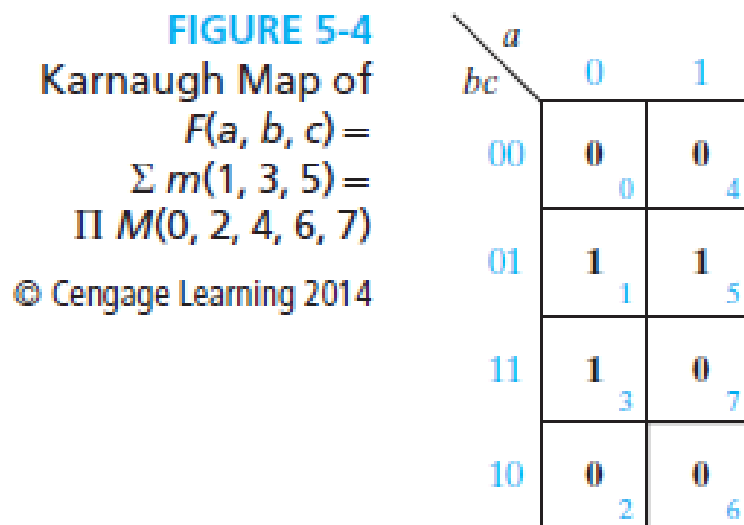 FIGURE 5-4
Karnaugh Map of
F(a, b, c) =
Σ m(1, 3, 5) =
Π M(0, 2, 4, 6, 7)
© Cengage Learning 2014
a
bc 0 1
00 0 0 0 4
01 1 1 1 5
11 1 3 0 7
10 0 2 0 6